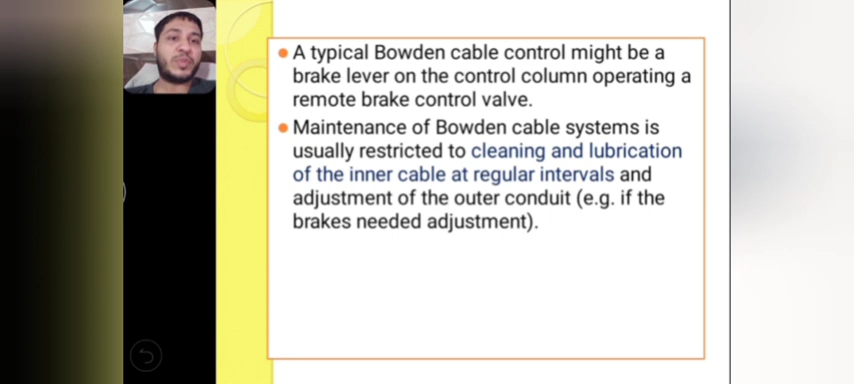 A typical Bowden cable control might be a
brake lever on the control column operating a
remote brake control valve.
Maintenance of Bowden cable systems is
usually restricted to cleaning and lubrication
of the inner cable at regular intervals and
adjustment of the outer conduit (e.g. if the
brakes needed adjustment).